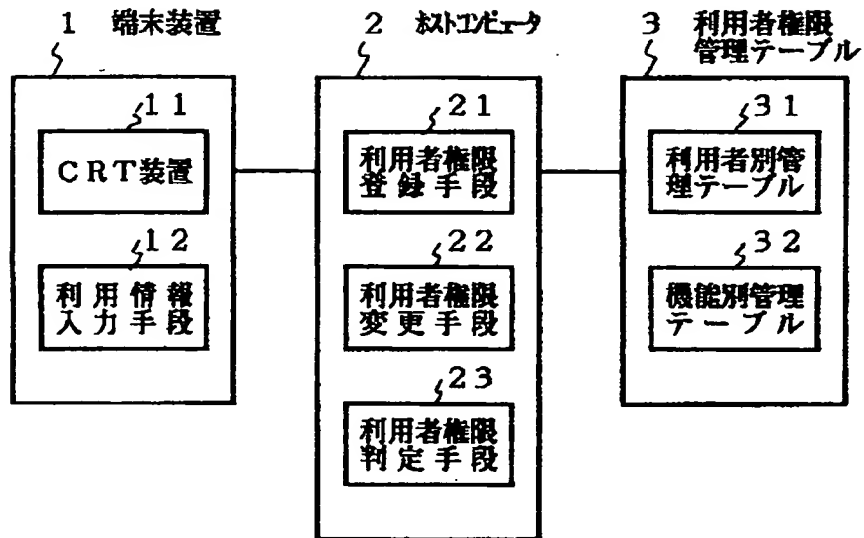 1 端末装置
11
CRT装置
12
利用情報
入力手段
2 ホストコンピュータ
21
利用者権限
登録手段
22
利用者権限
変更手段
23
利用者権限
判定手段
3 利用者権限
管理テーブル
31
利用者別管
理テーブル
32
機能別管理
テーブル